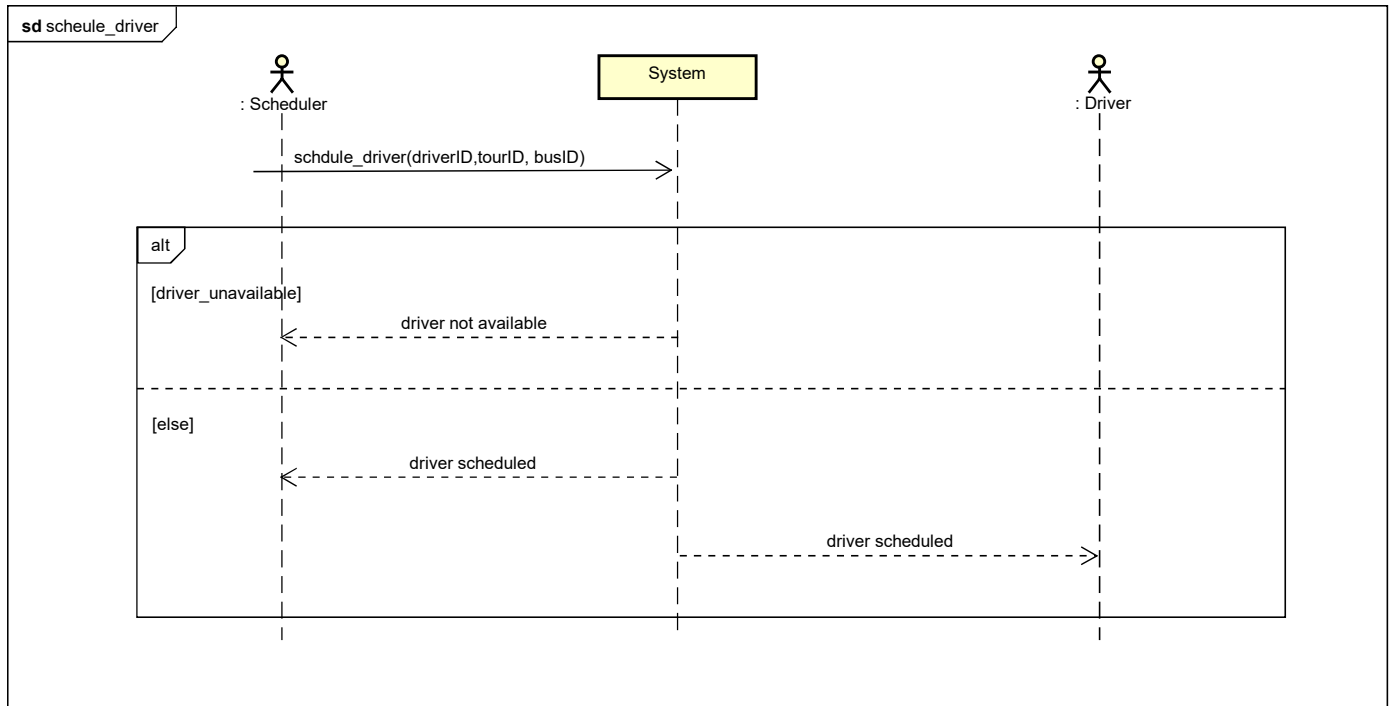 sd scheule_driver
: Scheduler
System
: Driver
schdule_driver(driverID,tourID, busID)
alt
[driver_unavailable]
driver not available
[else]
driver scheduled
driver scheduled